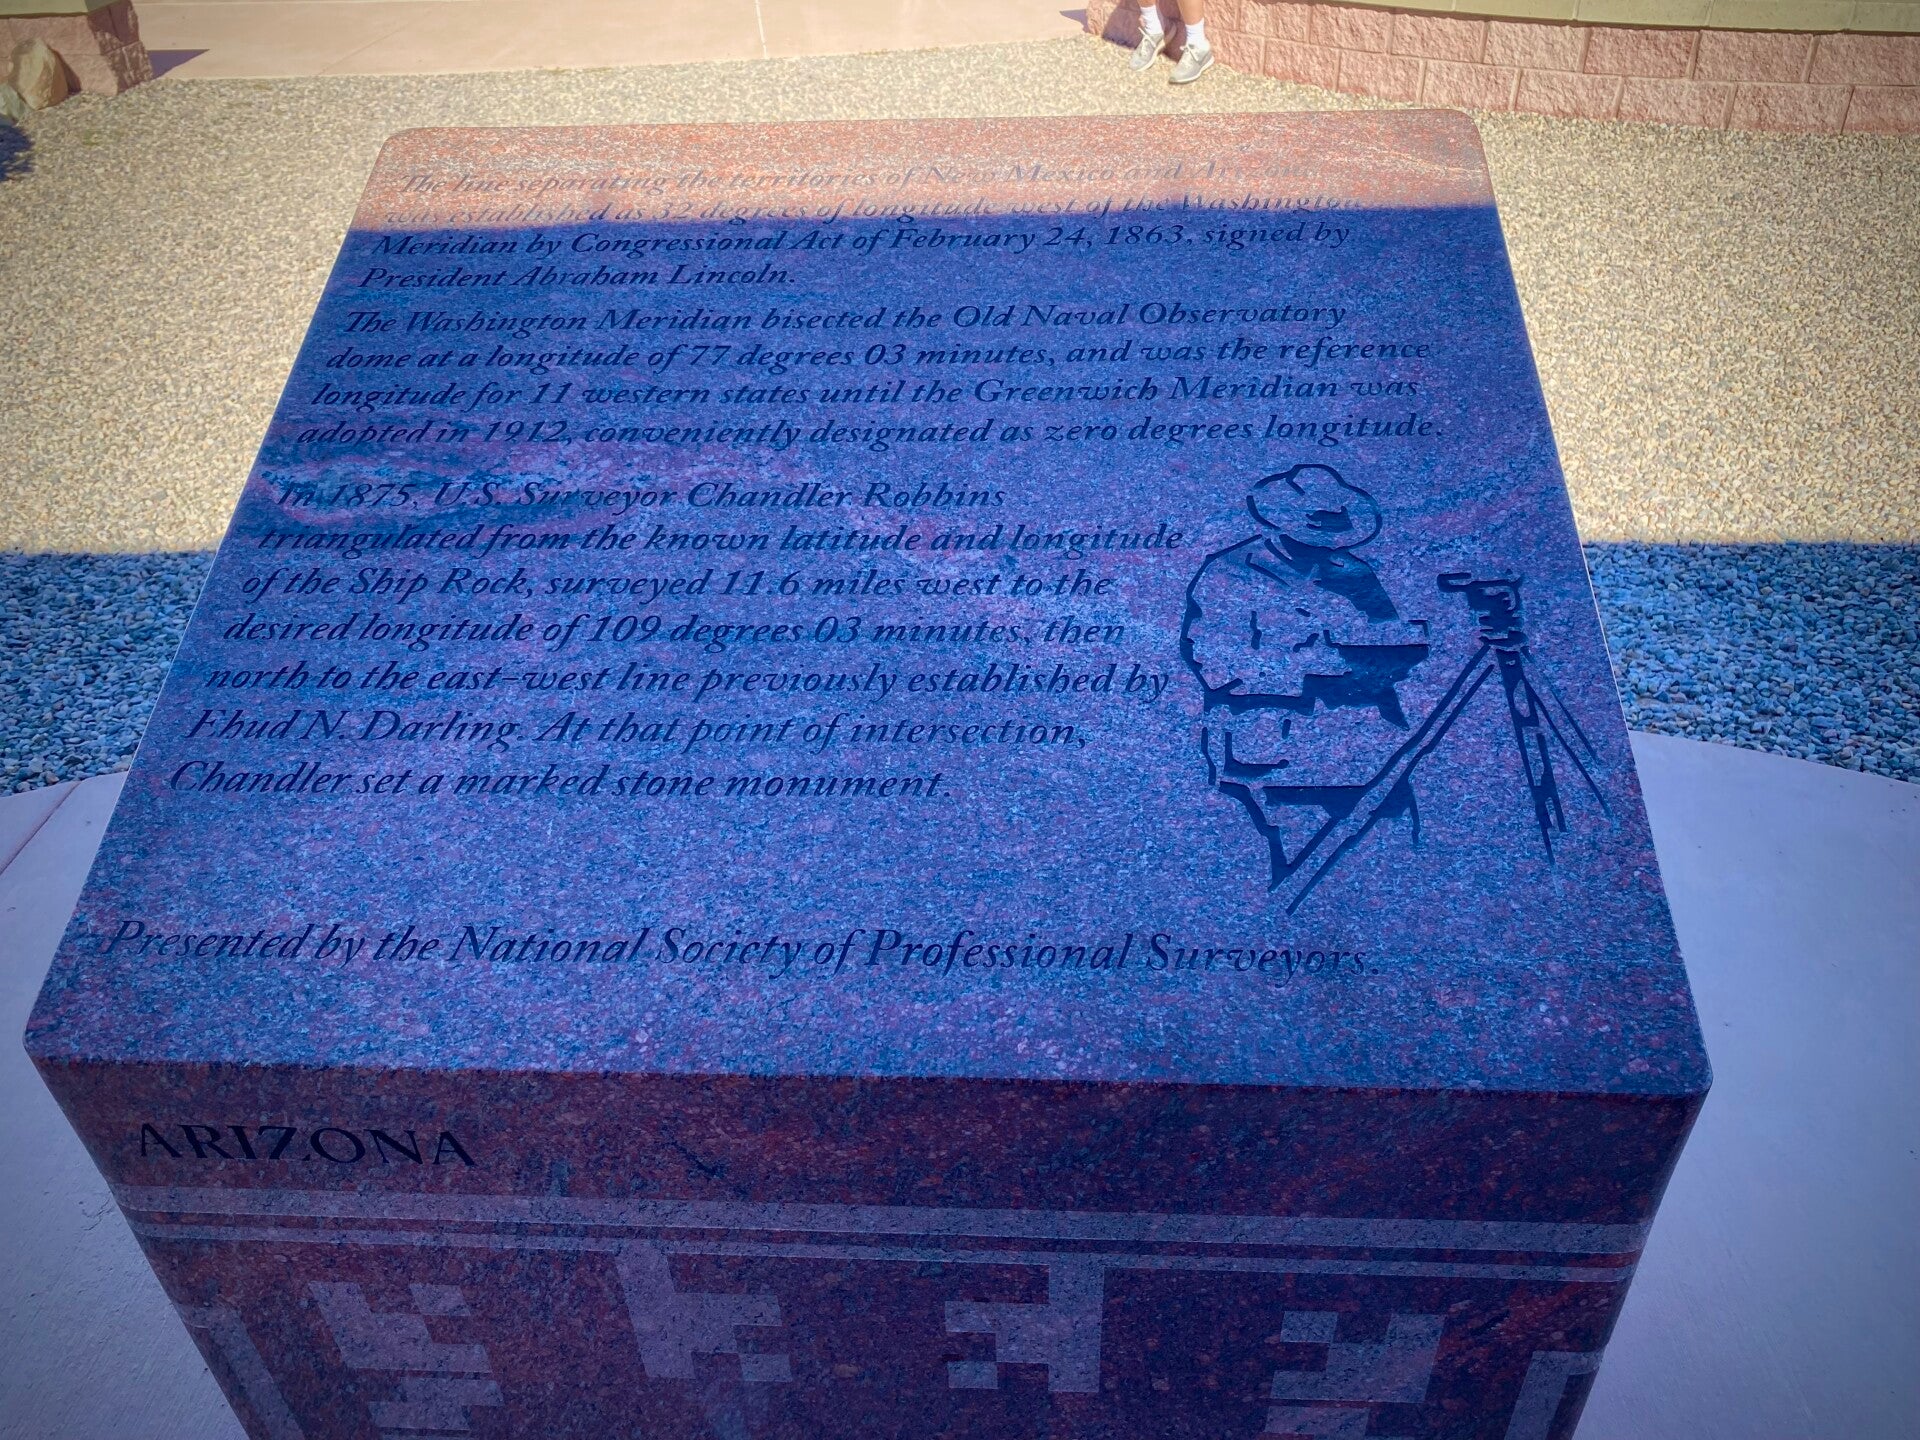 The line separating the territories of New Mexico and Arizona
was established as 32 degrees of longitude west of the Washington
Meridian by Congressional Act of February 24, 1863, signed by
President Abraham Lincoln.
The Washington Meridian bisected the Old Naval Observatory
dome at a longitude of 77 degrees 03 minutes, and was the reference
longitude for 11 western states until the Greenwich Meridian was
adopted in 1912, conveniently designated as zero degrees longitude.
In 1875, U.S. Surveyor Chandler Robbins
triangulated from the known latitude and longitude
of the Ship Rock, surveyed 11.6 miles west to the
desired longitude of 109 degrees 03 minutes, then
north to the east-west line previously established by
Ehud N. Darling. At that point of intersection,
Chandler set a marked stone monument.
Presented by the National Society of Professional Surveyors.
ARIZONA